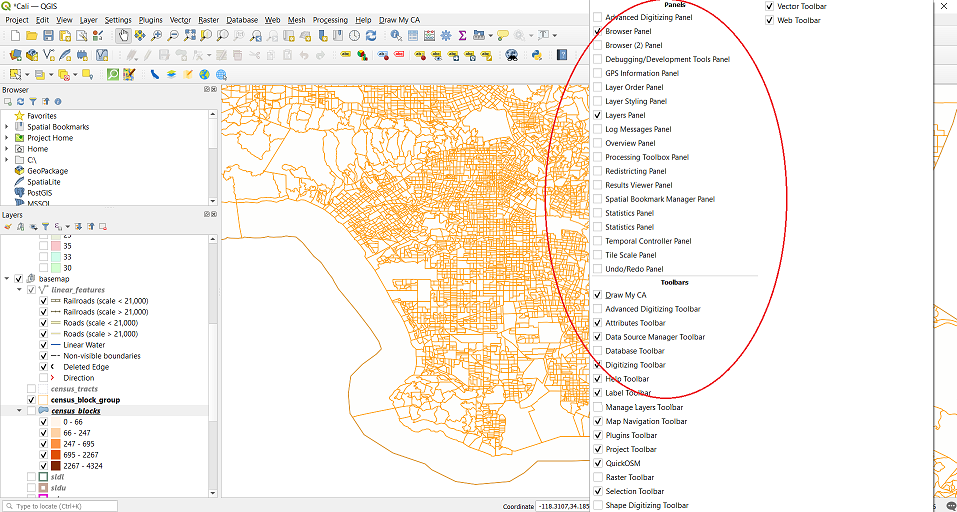 *Cali — QGIS
Project Edit View Layer Settings Plugins Vector Raster Database Web Mesh Processing Help Draw My CA
Browser
Favorites
Spatial Bookmarks
Project Home
Home
C:\
GeoPackage
SpatiaLite
PostGIS
MSSQL
Layers
25
35
33
30
basemap
linear_features
Railroads (scale < 21,000)
Railroads (scale > 21,000)
Roads (scale < 21,000)
Roads (scale > 21,000)
Linear Water
Non-visible boundaries
Deleted Edge
Direction
census_tracts
census_block_group
census_blocks
0 - 66
66 - 247
247 - 695
695 - 2267
2267 - 4324
sldl
sldu
Type to locate (Ctrl+K)
Coordinate -118.3107,34.185
Panels
Advanced Digitizing Panel
Browser Panel
Browser (2) Panel
Debugging/Development Tools Panel
GPS Information Panel
Layer Order Panel
Layer Styling Panel
Layers Panel
Log Messages Panel
Overview Panel
Processing Toolbox Panel
Redistricting Panel
Results Viewer Panel
Spatial Bookmark Manager Panel
Statistics Panel
Statistics Panel
Temporal Controller Panel
Tile Scale Panel
Undo/Redo Panel
Toolbars
Draw My CA
Advanced Digitizing Toolbar
Attributes Toolbar
Data Source Manager Toolbar
Database Toolbar
Digitizing Toolbar
Help Toolbar
Label Toolbar
Manage Layers Toolbar
Map Navigation Toolbar
Plugins Toolbar
Project Toolbar
QuickOSM
Raster Toolbar
Selection Toolbar
Shape Digitizing Toolbar
Vector Toolbar
Web Toolbar